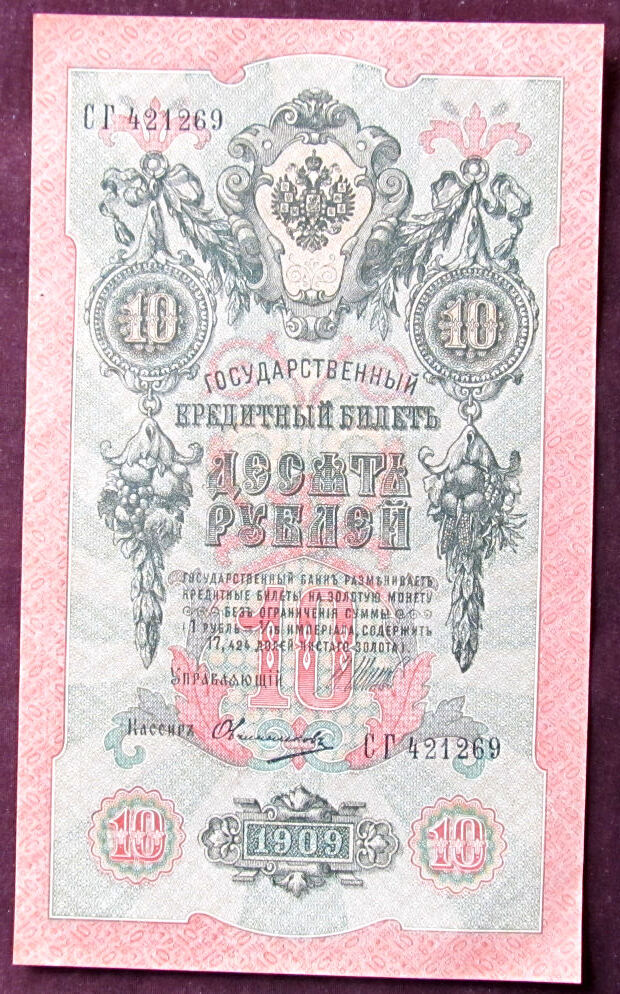 СГ 421269
10 10
ГОСУДАРСТВЕННЫЙ
КРЕДИТНЫЙ БИЛЕТЪ
ДЕСЯТЬ
РУБЛЕЙ
ГОСУДАРСТВЕННЫЙ БАНКЪ РАЗМѢНИВАЕТЪ
КРЕДИТНЫЕ БИЛЕТЫ НА ЗОЛОТУЮ МОНЕТУ
БЕЗЪ ОГРАНИЧЕНІЯ СУММЫ
(1 РУБЛЬ = 1/15 ИМПЕРІАЛА, СОДЕРЖИТЪ
17,424 ДОЛЕЙ ЧИСТАГО ЗОЛОТА).
10
УПРАВЛЯЮЩІЙ
Кассиръ Овчинниковъ
СГ 421269
10 1909 10